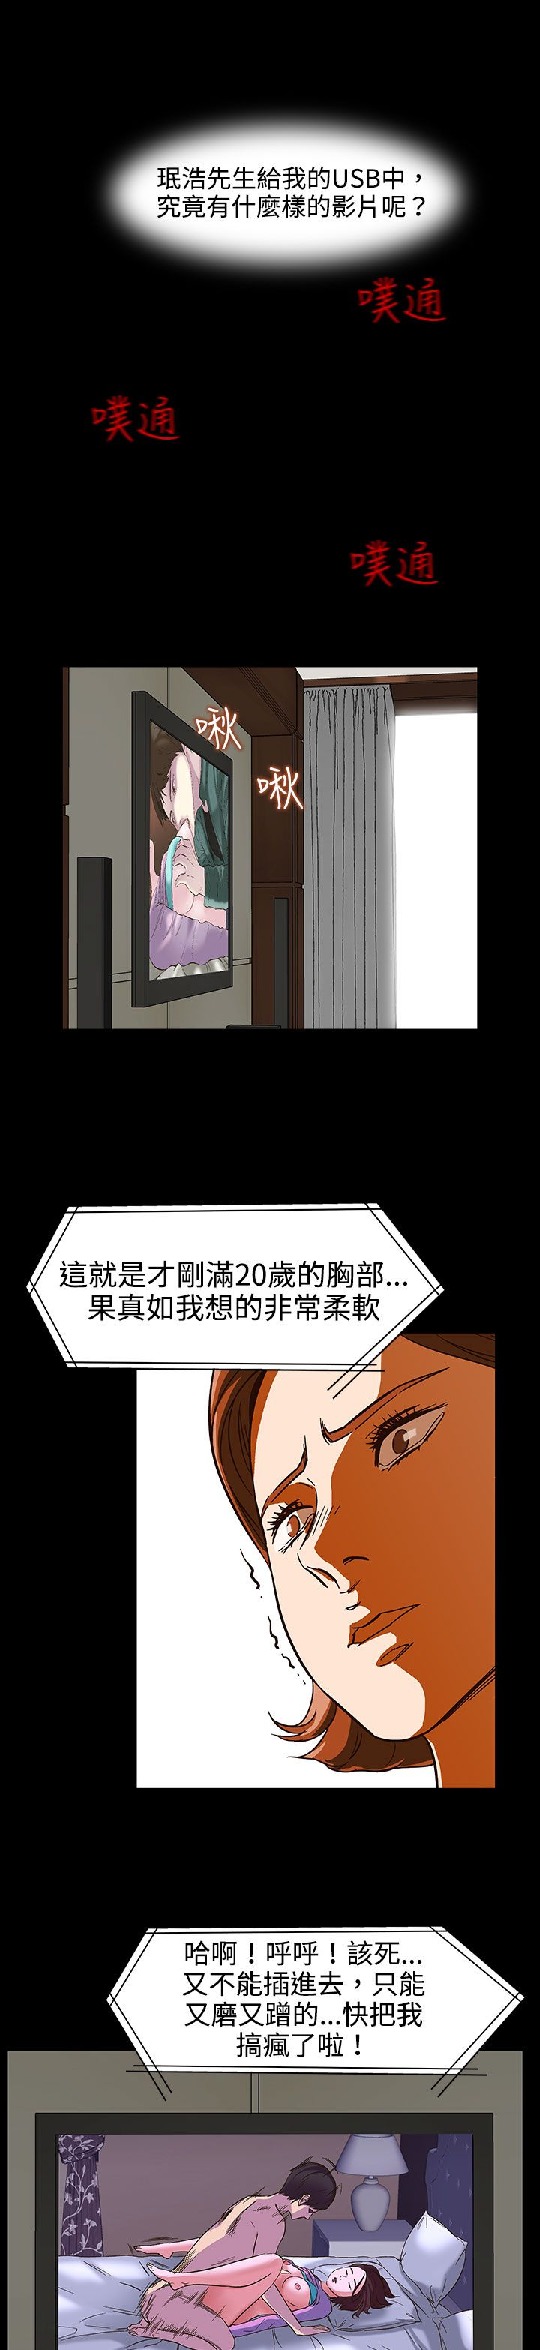 珉浩先生給我的USB中，
究竟有什麼樣的影片呢？
噗通
噗通
噗通
啾
啾
這就是才剛滿20歲的胸部...
果真如我想的非常柔軟
哈啊！呼呼！該死...
又不能插進去，只能
又磨又蹭的...快把我
搞瘋了啦！